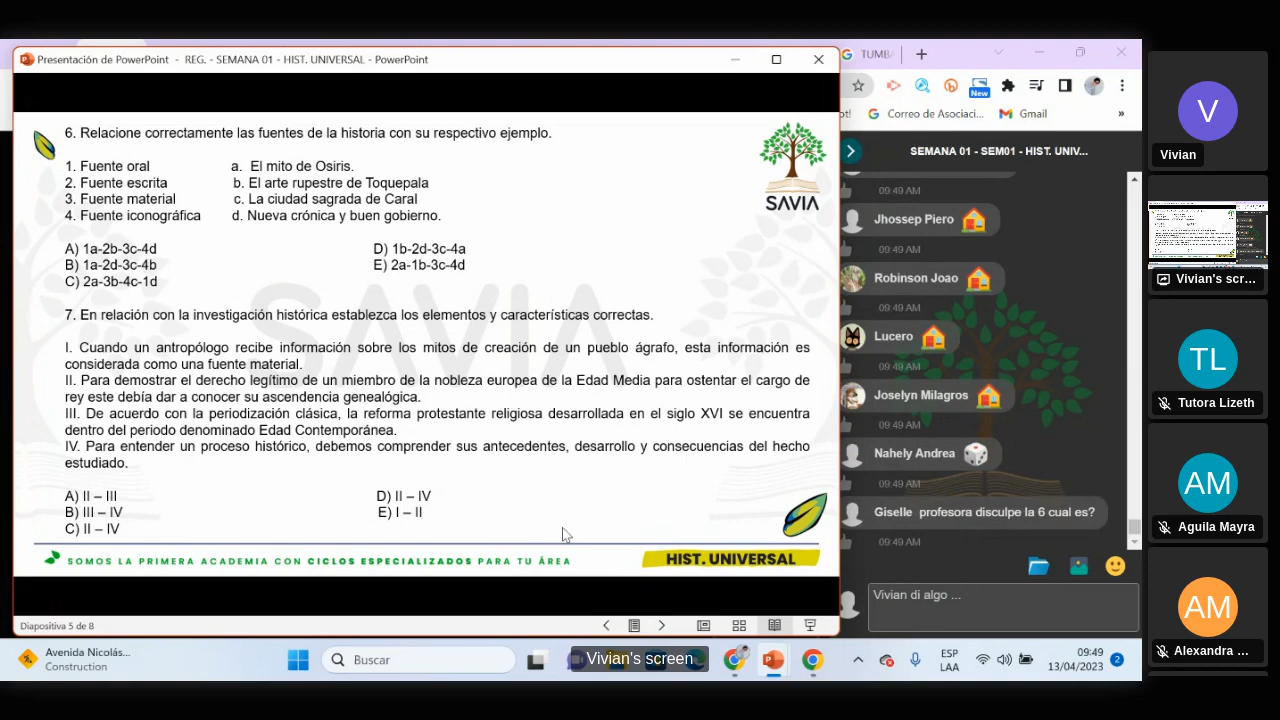 Presentación de PowerPoint - REG. - SEMANA 01 - HIST. UNIVERSAL - PowerPoint
6. Relacione correctamente las fuentes de la historia con su respectivo ejemplo.
1. Fuente oral a. El mito de Osiris.
2. Fuente escrita b. El arte rupestre de Toquepala
3. Fuente material c. La ciudad sagrada de Caral
4. Fuente iconográfica d. Nueva crónica y buen gobierno.
A) 1a-2b-3c-4d D) 1b-2d-3c-4a
B) 1a-2d-3c-4b E) 2a-1b-3c-4d
C) 2a-3b-4c-1d
SAVIA
7. En relación con la investigación histórica establezca los elementos y características correctas.
I. Cuando un antropólogo recibe información sobre los mitos de creación de un pueblo ágrafo, esta información es
considerada como una fuente material.
II. Para demostrar el derecho legítimo de un miembro de la nobleza europea de la Edad Media para ostentar el cargo de
rey este debía dar a conocer su ascendencia genealógica.
III. De acuerdo con la periodización clásica, la reforma protestante religiosa desarrollada en el siglo XVI se encuentra
dentro del periodo denominado Edad Contemporánea.
IV. Para entender un proceso histórico, debemos comprender sus antecedentes, desarrollo y consecuencias del hecho
estudiado.
A) II – III D) II – IV
B) III – IV E) I – II
C) II – IV
SAVIA
SOMOS LA PRIMERA ACADEMIA CON CICLOS ESPECIALIZADOS PARA TU ÁREA
HIST. UNIVERSAL
Diapositiva 5 de 8
TUMB
New
ot!
Correo de Asociaci...
Gmail
»
SEMANA 01 - SEM01 - HIST. UNIV...
09:49 AM
Jhossep Piero
09:49 AM
Robinson Joao
09:49 AM
Lucero
09:49 AM
Joselyn Milagros
09:49 AM
Nahely Andrea
09:49 AM
Giselle profesora disculpe la 6 cual es?
09:49 AM
Vivian di algo ...
Avenida Nicolás...
Construction
Buscar
Vivian's screen
ESP
LAA
09:49
13/04/2023
2
V
Vivian
Vivian's scr...
TL
Tutora Lizeth
AM
Aguila Mayra
AM
Alexandra ...